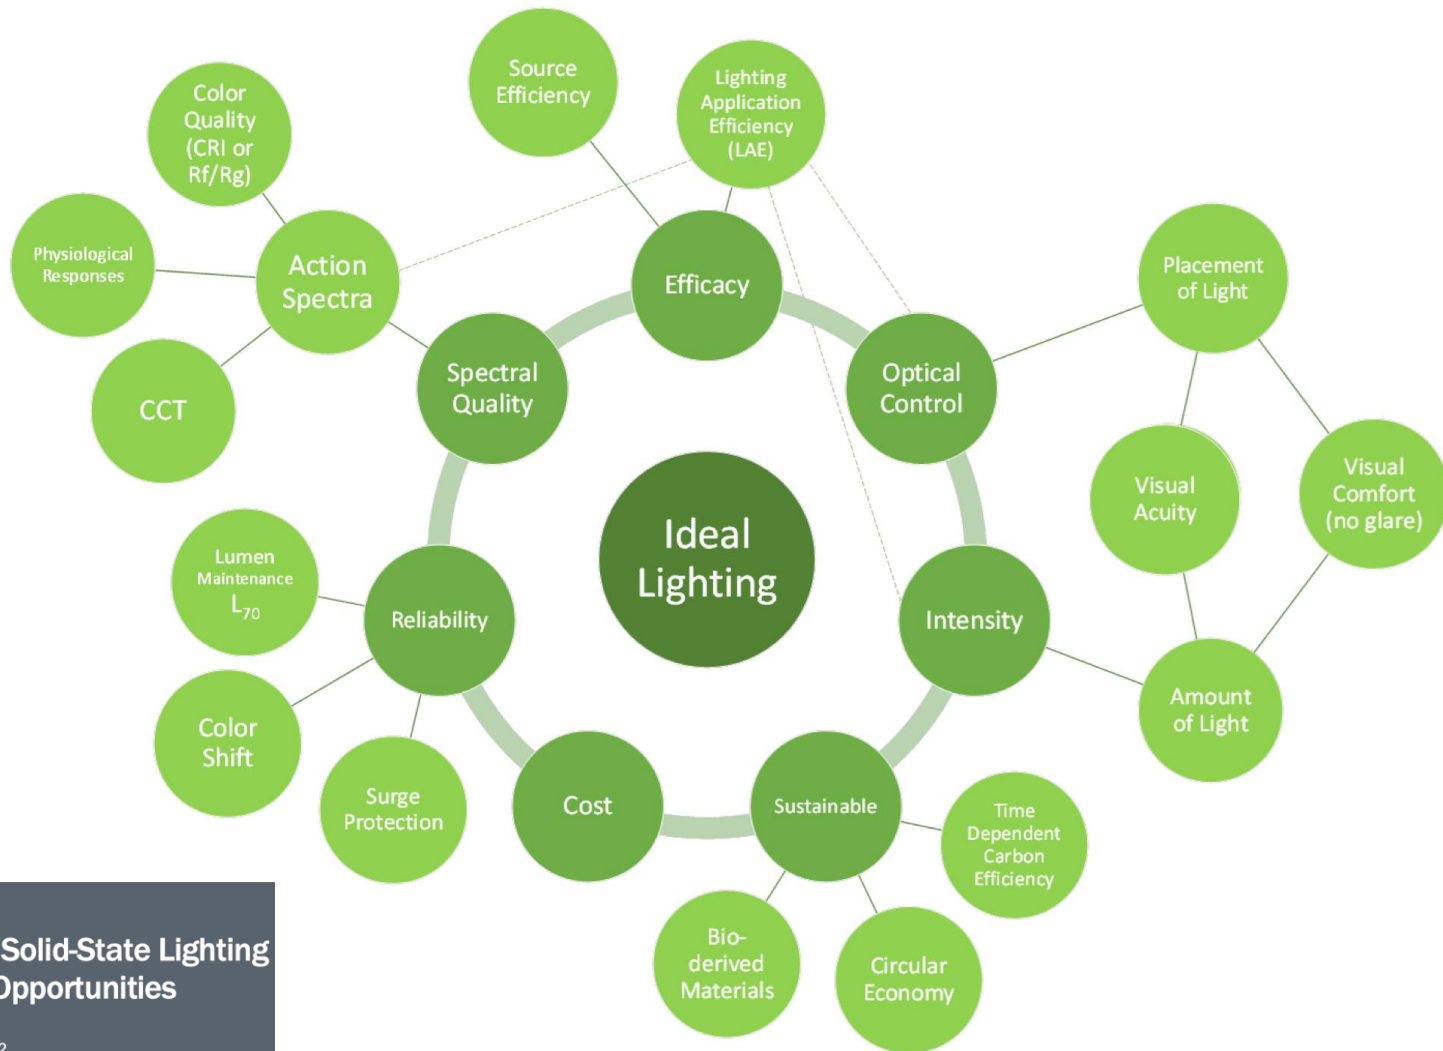 Source
Efficiency
Lighting
Application
Efficiency
(LAE)
Color
Quality
(CRI or
Rf/Rg)
Physiological
Responses
Action
Spectra
CCT
Efficacy
Spectral
Quality
Optical
Control
Placement
of Light
Visual
Acuity
Visual
Comfort
(no glare)
Ideal
Lighting
Lumen
Maintenance
L70
Reliability
Intensity
Color
Shift
Surge
Protection
Cost
Sustainable
Amount
of Light
Time
Dependent
Carbon
Efficiency
Bio-
derived
Materials
Circular
Economy
Solid-State Lighting
Opportunities
2